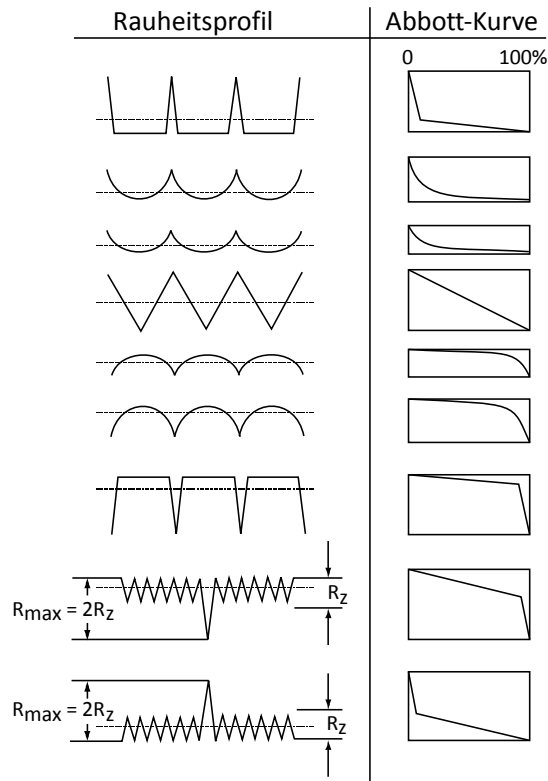 Rauheitsprofil Abbott-Kurve
0 100%
Rmax = 2Rz Rz
Rmax = 2Rz Rz